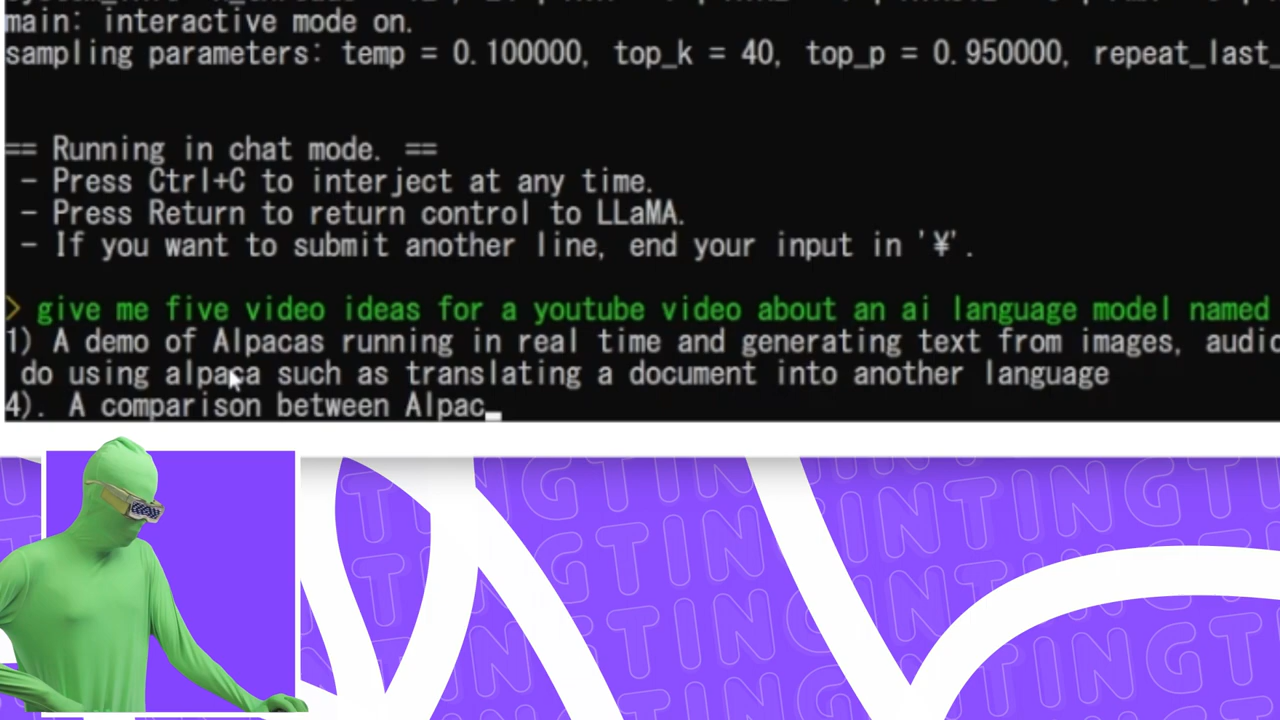 main: interactive mode on.
sampling parameters: temp = 0.100000, top_k = 40, top_p = 0.950000, repeat_last_
== Running in chat mode. ==
- Press Ctrl+C to interject at any time.
- Press Return to return control to LLaMA.
- If you want to submit another line, end your input in '¥'.
> give me five video ideas for a youtube video about an ai language model named
1) A demo of Alpacas running in real time and generating text from images, audio
do using alpaca such as translating a document into another language
4). A comparison between Alpac
TINGTING
TINGTING
TINGTING